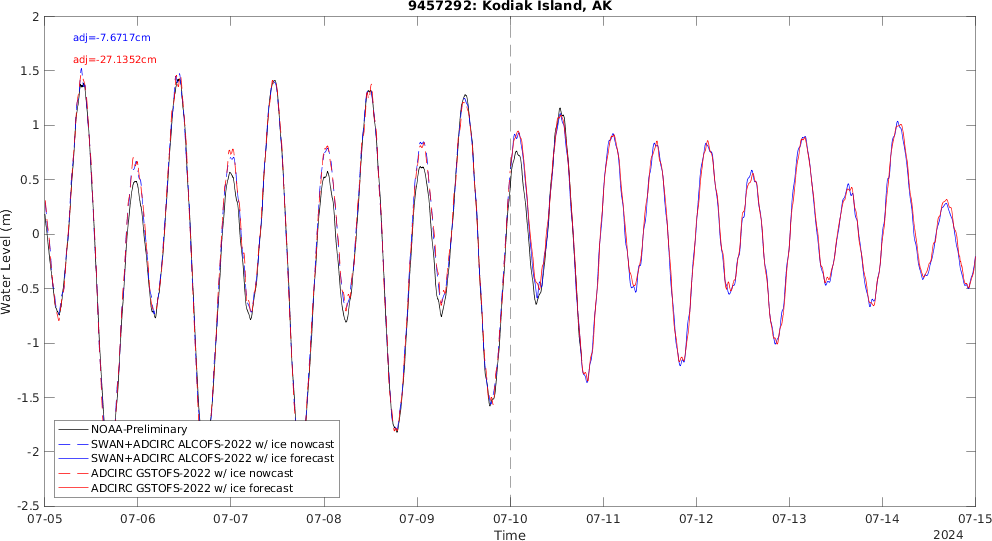 9457292: Kodiak Island, AK
adj=-7.6717cm
adj=-27.1352cm
Water Level (m)
2
1.5
1
0.5
0
-0.5
-1
-1.5
-2
-2.5
NOAA-Preliminary
SWAN+ADCIRC ALCOFS-2022 w/ ice nowcast
SWAN+ADCIRC ALCOFS-2022 w/ ice forecast
ADCIRC GSTOFS-2022 w/ ice nowcast
ADCIRC GSTOFS-2022 w/ ice forecast
07-05 07-06 07-07 07-08 07-09 07-10 07-11 07-12 07-13 07-14 07-15
Time
2024